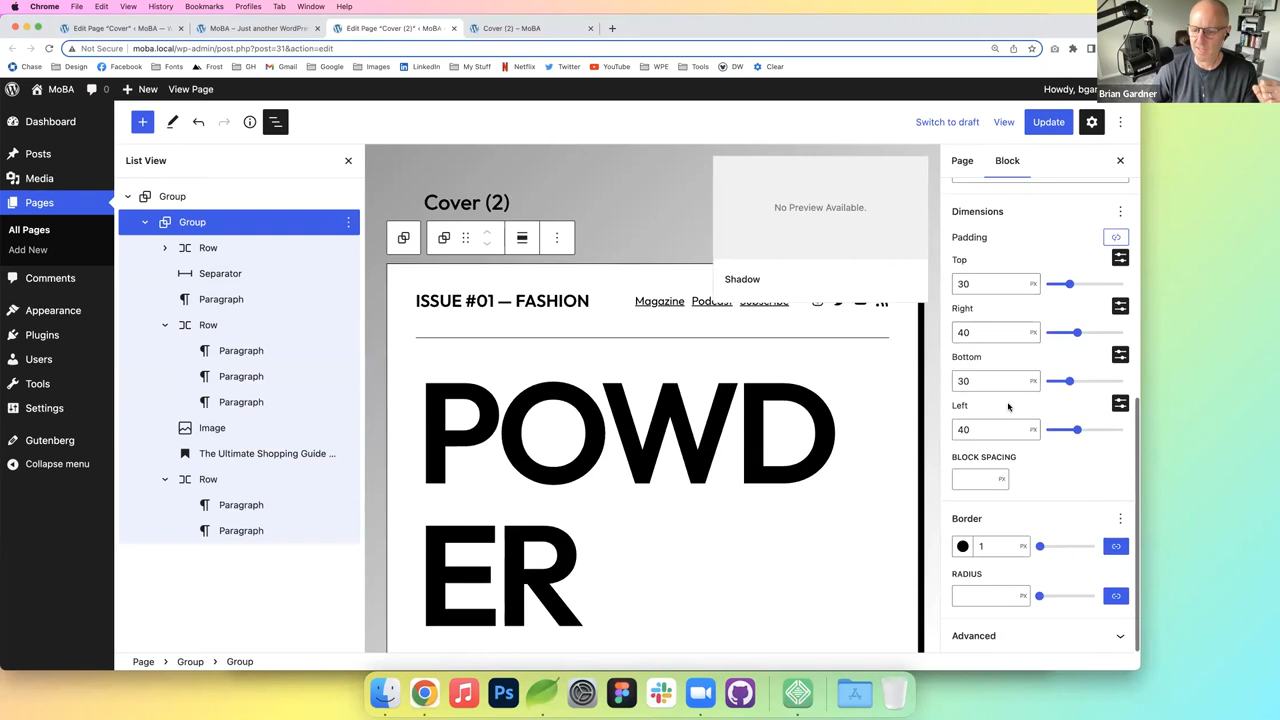 Chrome File Edit View History Bookmarks Profiles Tab Window Help
Edit Page “Cover” ‹ MoBA — W
MoBA – Just another WordPres
Edit Page “Cover (2)” ‹ MoBA
Cover (2) – MoBA
Not Secure moba.local/wp-admin/post.php?post=31&action=edit
Chase Design Facebook Fonts Frost GH Gmail Google Images LinkedIn My Stuff Netflix Twitter YouTube WPE Tools DW Clear
Brian Gardner
MoBA 0 New View Page
Howdy, bgar
Dashboard
Posts
Media
Pages
All Pages
Add New
Comments
Appearance
Plugins
Users
Tools
Settings
Gutenberg
Collapse menu
Switch to draft View Update
List View
Group
Group
Row
Separator
Paragraph
Row
Paragraph
Paragraph
Paragraph
Image
The Ultimate Shopping Guide ...
Row
Paragraph
Paragraph
Cover (2)
No Preview Available.
Shadow
ISSUE #01 — FASHION
Magazine Podcast Subscribe
POWD
ER
Page Block
Dimensions
Padding
Top
30 PX
Right
40 PX
Bottom
30 PX
Left
40 PX
BLOCK SPACING
PX
Border
1 PX
RADIUS
PX
Advanced
Page Group Group
Ps